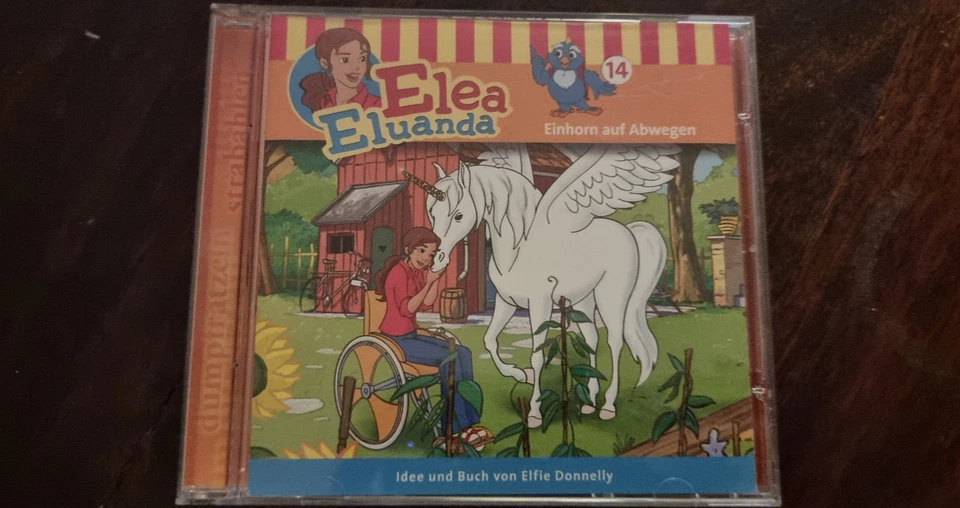 Elea
Eluanda
14
Einhorn auf Abwegen
Idee und Buch von Elfie Donnelly